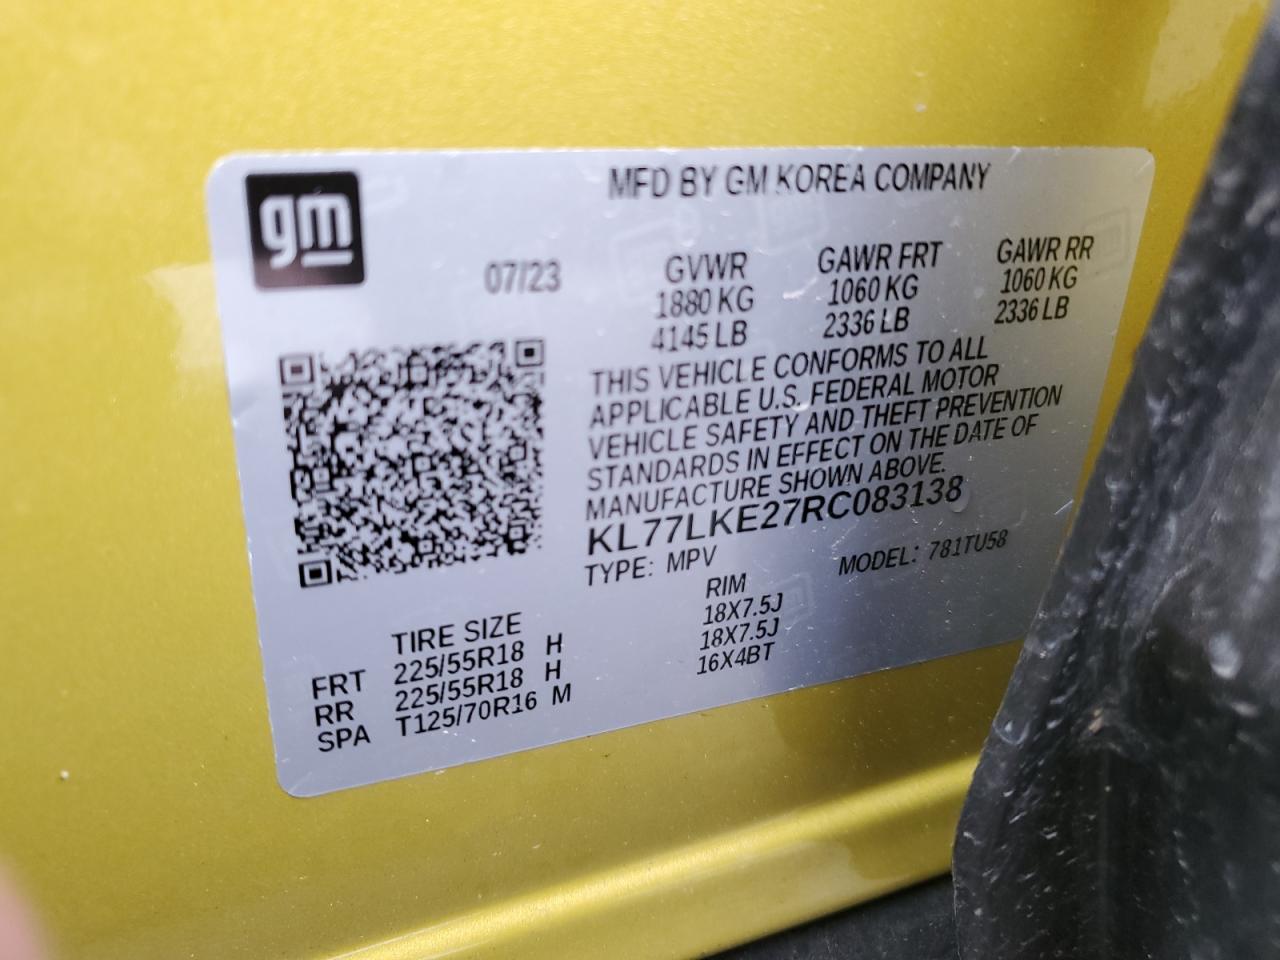 gm
MFD BY GM KOREA COMPANY
07/23
GVWR GAWR FRT GAWR RR
1880 KG 1060 KG 1060 KG
4145 LB 2336 LB 2336 LB
THIS VEHICLE CONFORMS TO ALL
APPLICABLE U.S. FEDERAL MOTOR
VEHICLE SAFETY AND THEFT PREVENTION
STANDARDS IN EFFECT ON THE DATE OF
MANUFACTURE SHOWN ABOVE.
KL77LKE27RC083138
TYPE: MPV MODEL: 781TU58
TIRE SIZE RIM
FRT 225/55R18 H 18X7.5J
RR 225/55R18 H 18X7.5J
SPA T125/70R16 M 16X4BT